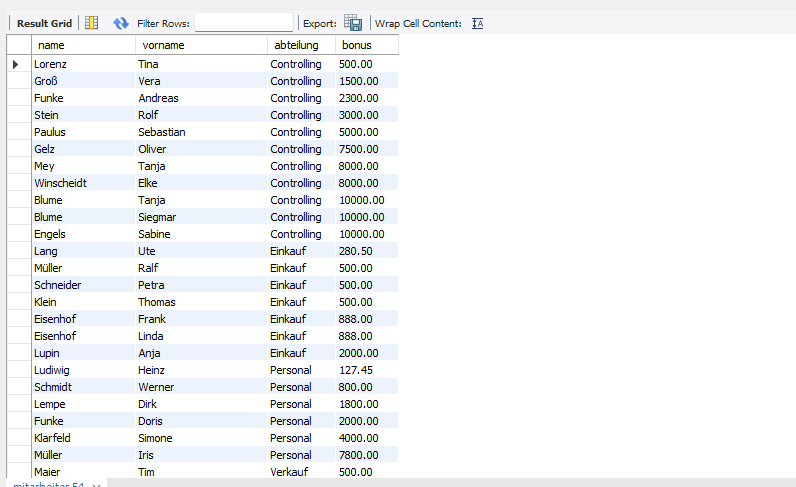 Result Grid Filter Rows: Export: Wrap Cell Content: IA
name vorname abteilung bonus
Lorenz Tina Controlling 500.00
Groß Vera Controlling 1500.00
Funke Andreas Controlling 2300.00
Stein Rolf Controlling 3000.00
Paulus Sebastian Controlling 5000.00
Gelz Oliver Controlling 7500.00
Mey Tanja Controlling 8000.00
Winscheidt Elke Controlling 8000.00
Blume Tanja Controlling 10000.00
Blume Siegmar Controlling 10000.00
Engels Sabine Controlling 10000.00
Lang Ute Einkauf 280.50
Müller Ralf Einkauf 500.00
Schneider Petra Einkauf 500.00
Klein Thomas Einkauf 500.00
Eisenhof Frank Einkauf 888.00
Eisenhof Linda Einkauf 888.00
Lupin Anja Einkauf 2000.00
Ludiwig Heinz Personal 127.45
Schmidt Werner Personal 800.00
Lempe Dirk Personal 1800.00
Funke Doris Personal 2000.00
Klarfeld Simone Personal 4000.00
Müller Iris Personal 7800.00
Maier Tim Verkauf 500.00
mitarbeiter 54